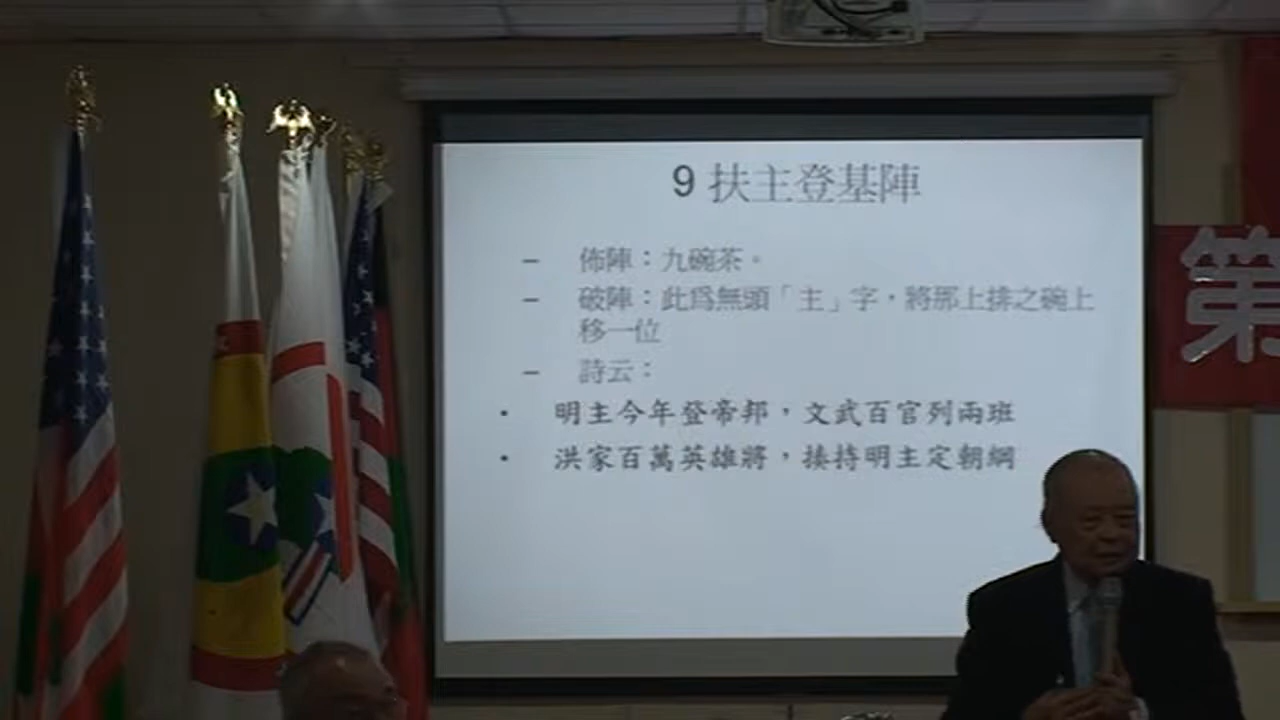 9 扶主登基陣
– 佈陣：九碗茶。
– 破陣：此爲無頭「主」字，將那上排之碗上
移一位
– 詩云：
• 明主今年登帝邦，文武百官列兩班
• 洪家百萬英雄將，接持明主定朝綱
第